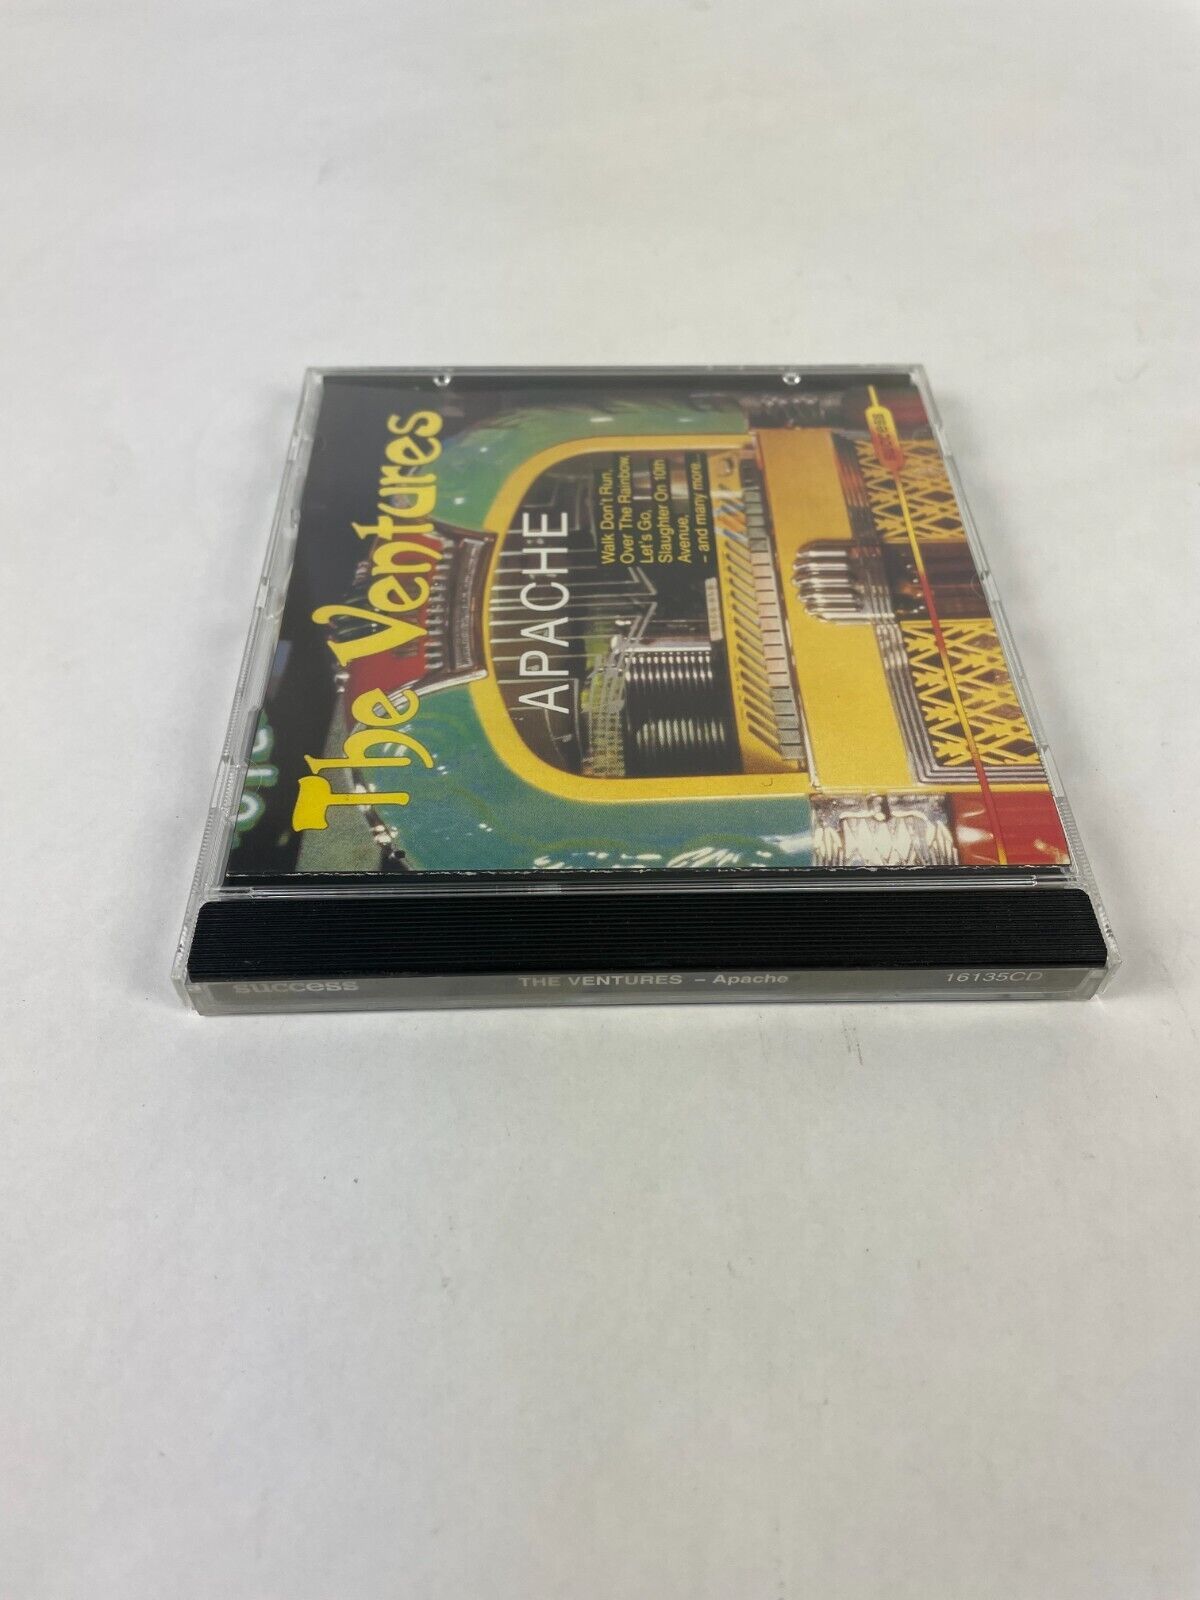 The Ventures
APACHE
Walk Don't Run,
Over The Rainbow,
Let's Go,
Slaughter On 10th
Avenue,
– and many more...
success
success
THE VENTURES – Apache
16135CD